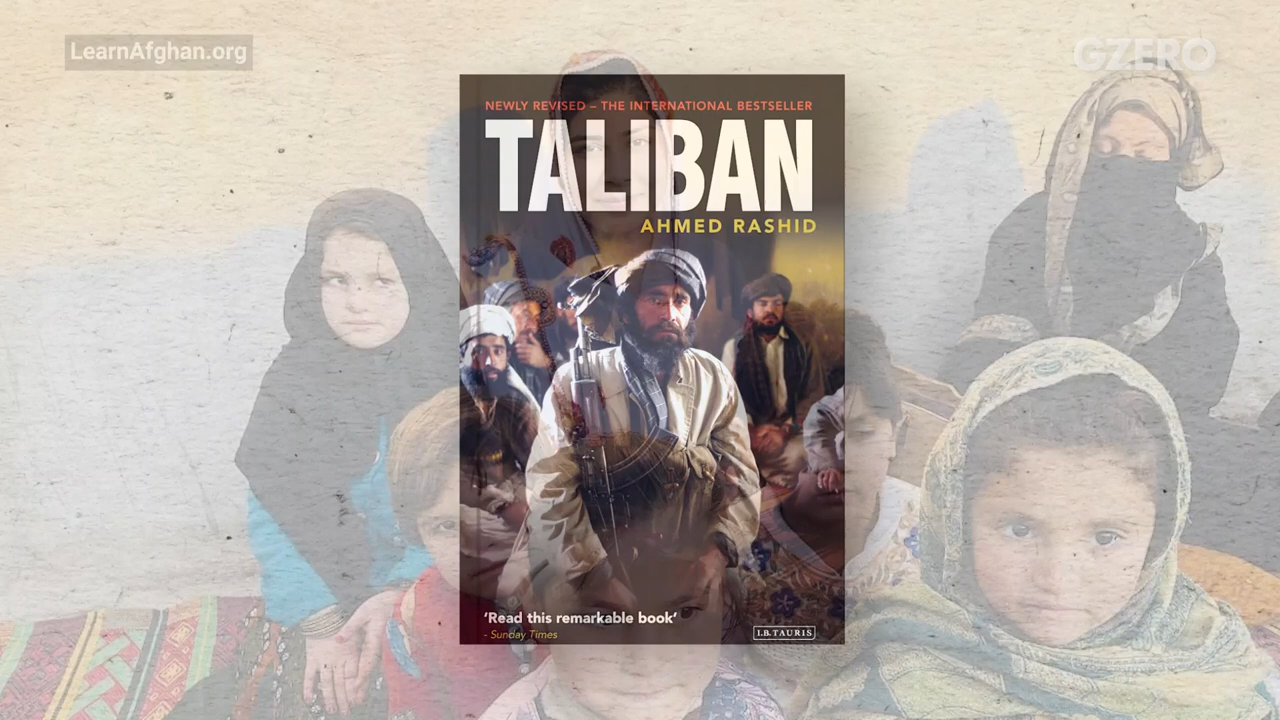 LearnAfghan.org
GZERO
NEWLY REVISED – THE INTERNATIONAL BESTSELLER
TALIBAN
AHMED RASHID
'Read this remarkable book'
- Sunday Times
I.B.TAURIS